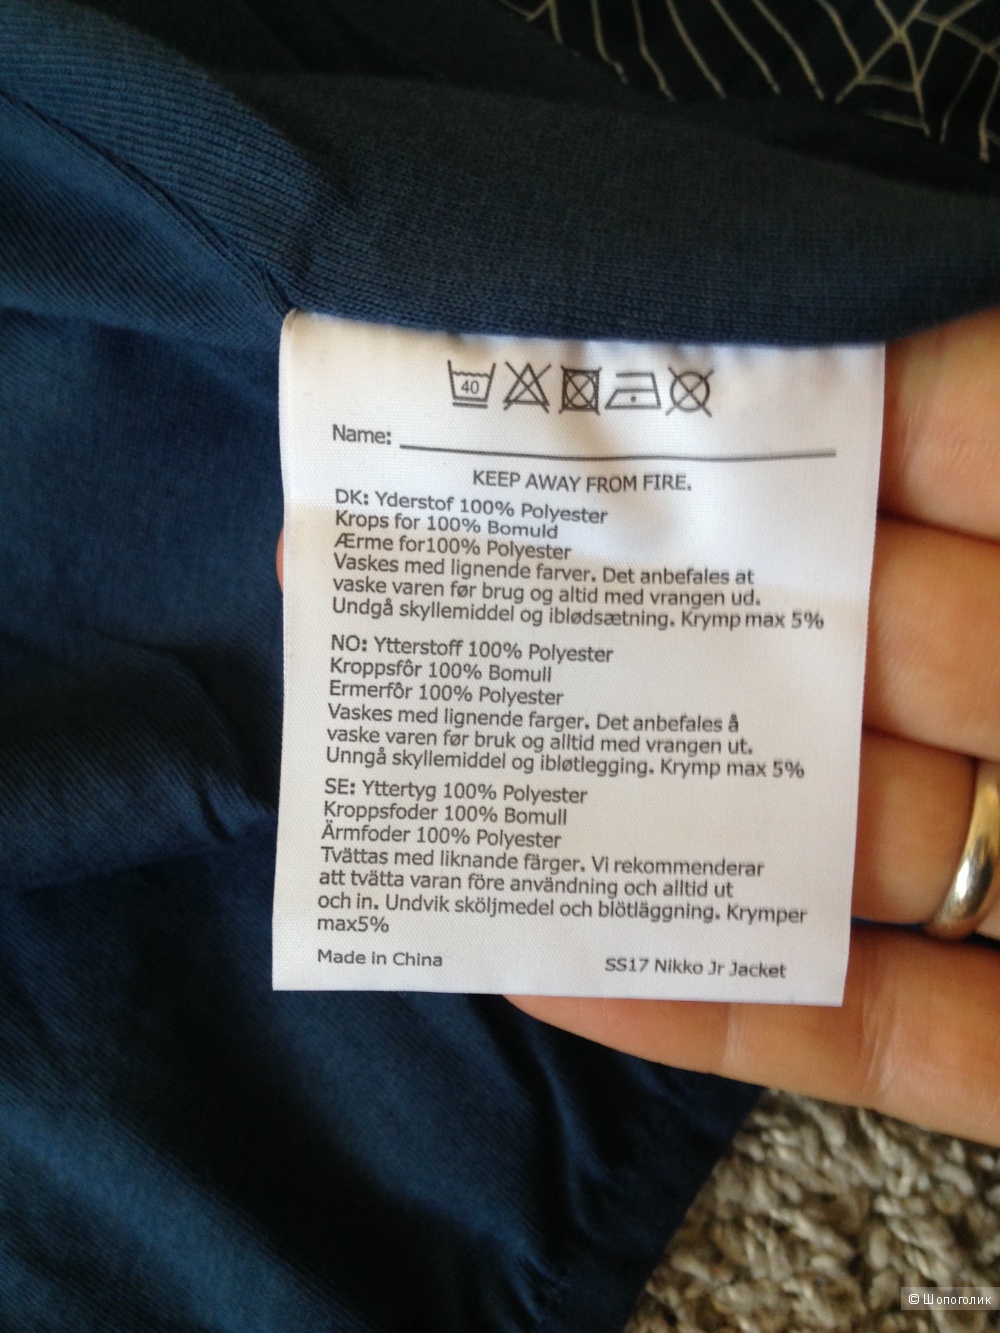 40
Name:
KEEP AWAY FROM FIRE.
DK: Yderstof 100% Polyester
Krops for 100% Bomuld
Ærme for100% Polyester
Vaskes med lignende farver. Det anbefales at
vaske varen før brug og altid med vrangen ud.
Undgå skyllemiddel og iblødsætning. Krymp max 5%
NO: Ytterstoff 100% Polyester
Kroppsfôr 100% Bomull
Ermerfôr 100% Polyester
Vaskes med lignende farger. Det anbefales å
vaske varen før bruk og alltid med vrangen ut.
Unngå skyllemiddel og ibløtlegging. Krymp max 5%
SE: Yttertyg 100% Polyester
Kroppsfoder 100% Bomull
Ärmfoder 100% Polyester
Tvättas med liknande färger. Vi rekommenderar
att tvätta varan före användning och alltid ut
och in. Undvik sköljmedel och blötläggning. Krymper
max5%
Made in China
SS17 Nikko Jr Jacket
© Шопоголик